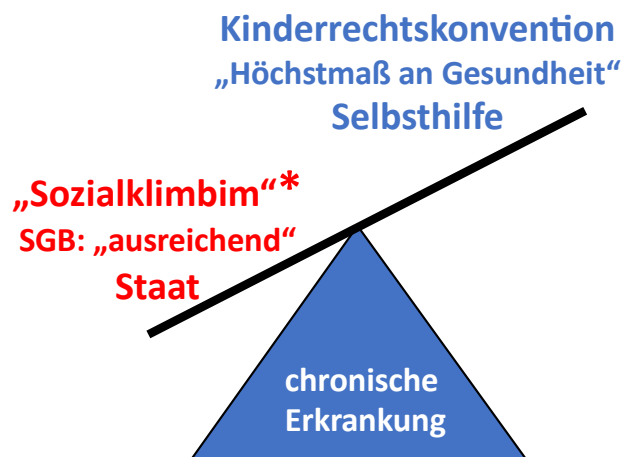 Kinderrechtskonvention
„Höchstmaß an Gesundheit“
Selbsthilfe
„Sozialklimbim“*
SGB: „ausreichend“
Staat
chronische
Erkrankung